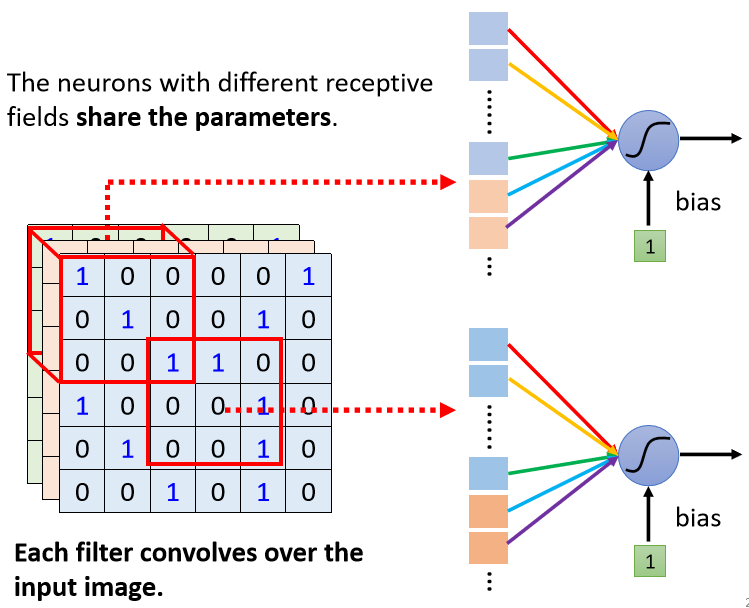 The neurons with different receptive
fields share the parameters.
bias
1
1 0 0 0 0 1
0 1 0 0 1 0
0 0 1 1 0 0
1 0 0 0 1 0
0 1 0 0 1 0
0 0 1 0 1 0
bias
1
Each filter convolves over the
input image.